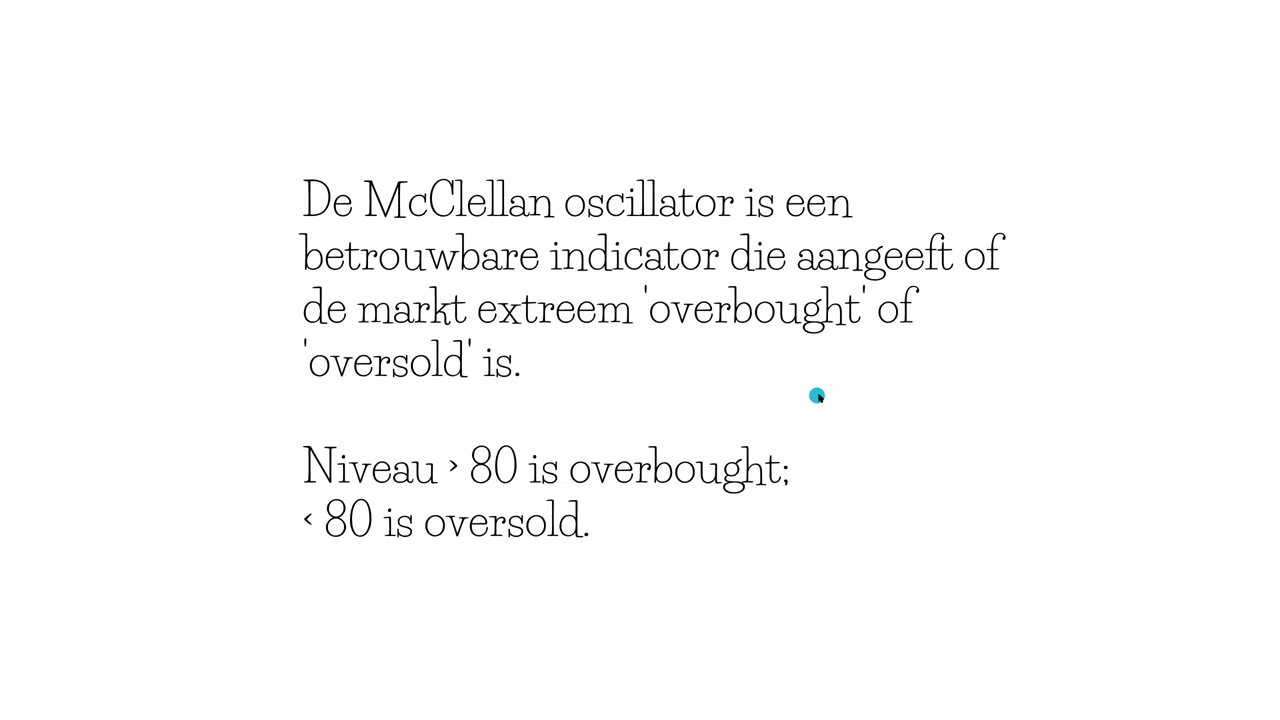 De McClellan oscillator is een
betrouwbare indicator die aangeeft of
de markt extreem 'overbought' of
'oversold' is.
Niveau > 80 is overbought;
< 80 is oversold.